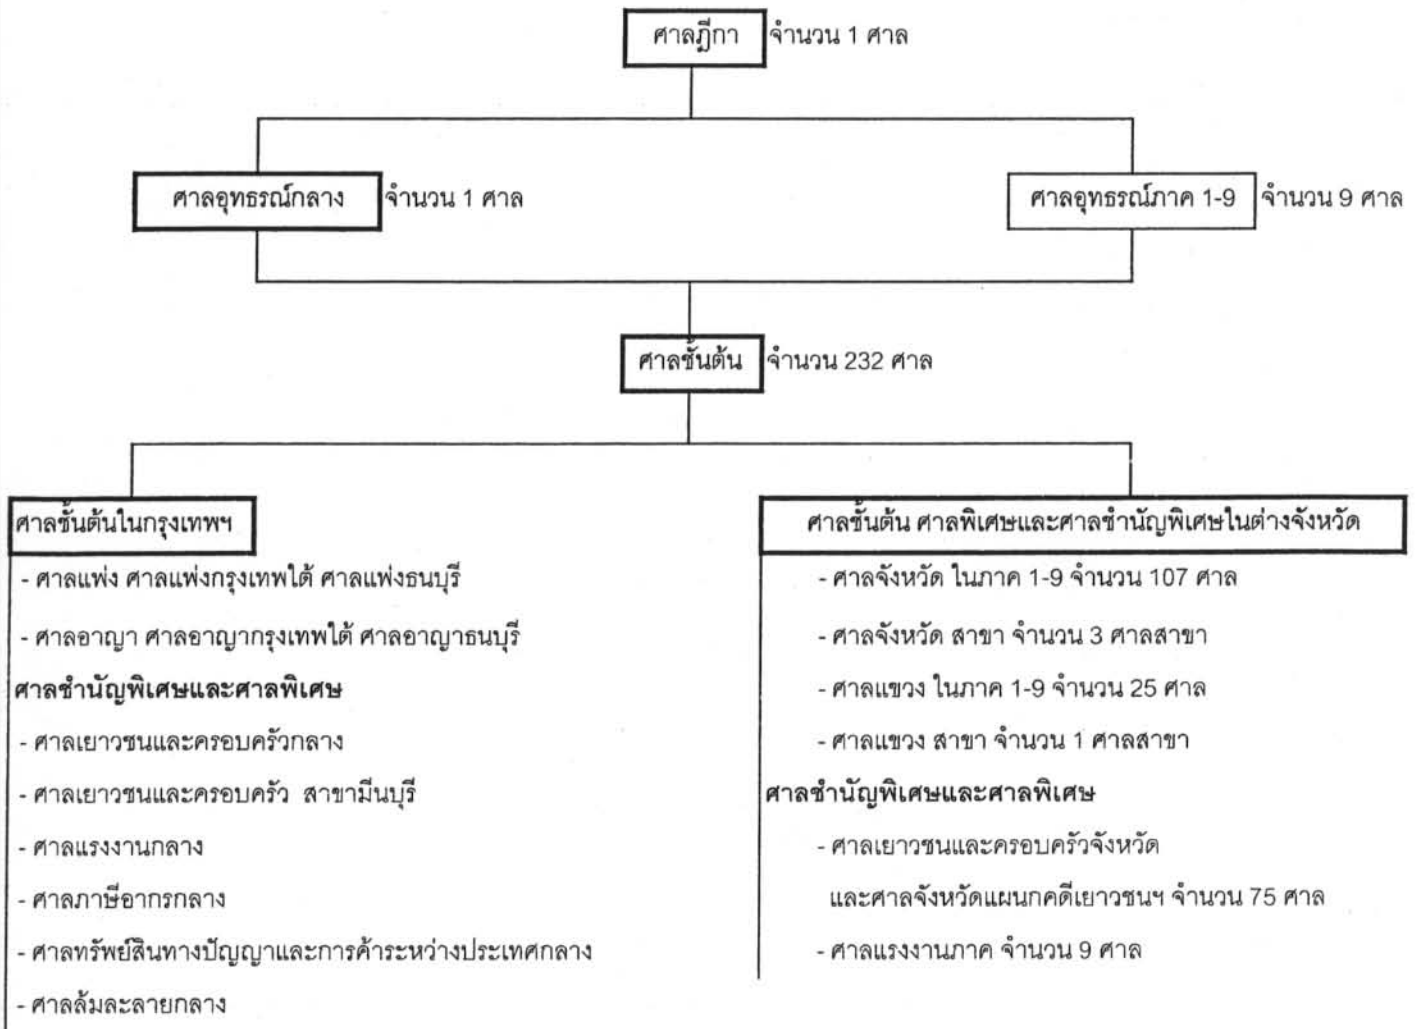 ศาลฎีกา จำนวน 1 ศาล
ศาลอุทธรณ์กลาง จำนวน 1 ศาล
ศาลอุทธรณ์ภาค 1-9 จำนวน 9 ศาล
ศาลชั้นต้น จำนวน 232 ศาล
ศาลชั้นต้นในกรุงเทพฯ
- ศาลแพ่ง ศาลแพ่งกรุงเทพใต้ ศาลแพ่งธนบุรี
- ศาลอาญา ศาลอาญากรุงเทพใต้ ศาลอาญาธนบุรี
ศาลชำนัญพิเศษและศาลพิเศษ
- ศาลเยาวชนและครอบครัวกลาง
- ศาลเยาวชนและครอบครัว สาขามีนบุรี
- ศาลแรงงานกลาง
- ศาลภาษีอากรกลาง
- ศาลทรัพย์สินทางปัญญาและการค้าระหว่างประเทศกลาง
- ศาลล้มละลายกลาง
ศาลชั้นต้น ศาลพิเศษและศาลชำนัญพิเศษในต่างจังหวัด
- ศาลจังหวัด ในภาค 1-9 จำนวน 107 ศาล
- ศาลจังหวัด สาขา จำนวน 3 ศาลสาขา
- ศาลแขวง ในภาค 1-9 จำนวน 25 ศาล
- ศาลแขวง สาขา จำนวน 1 ศาลสาขา
ศาลชำนัญพิเศษและศาลพิเศษ
- ศาลเยาวชนและครอบครัวจังหวัด
และศาลจังหวัดแผนกคดีเยาวชนฯ จำนวน 75 ศาล
- ศาลแรงงานภาค จำนวน 9 ศาล